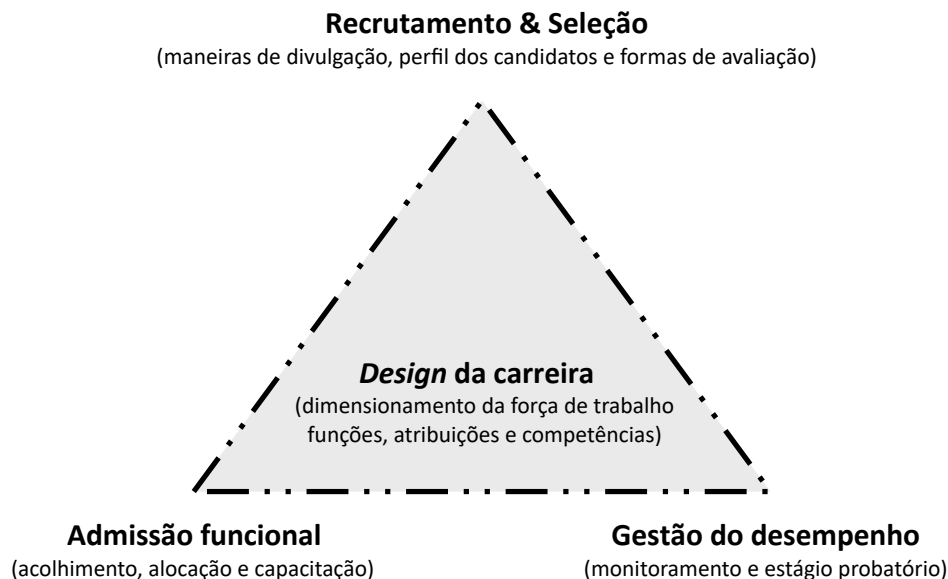 Recrutamento & Seleção
(maneiras de divulgação, perfil dos candidatos e formas de avaliação)
Design da carreira
(dimensionamento da força de trabalho
funções, atribuições e competências)
Admissão funcional
(acolhimento, alocação e capacitação)
Gestão do desempenho
(monitoramento e estágio probatório)